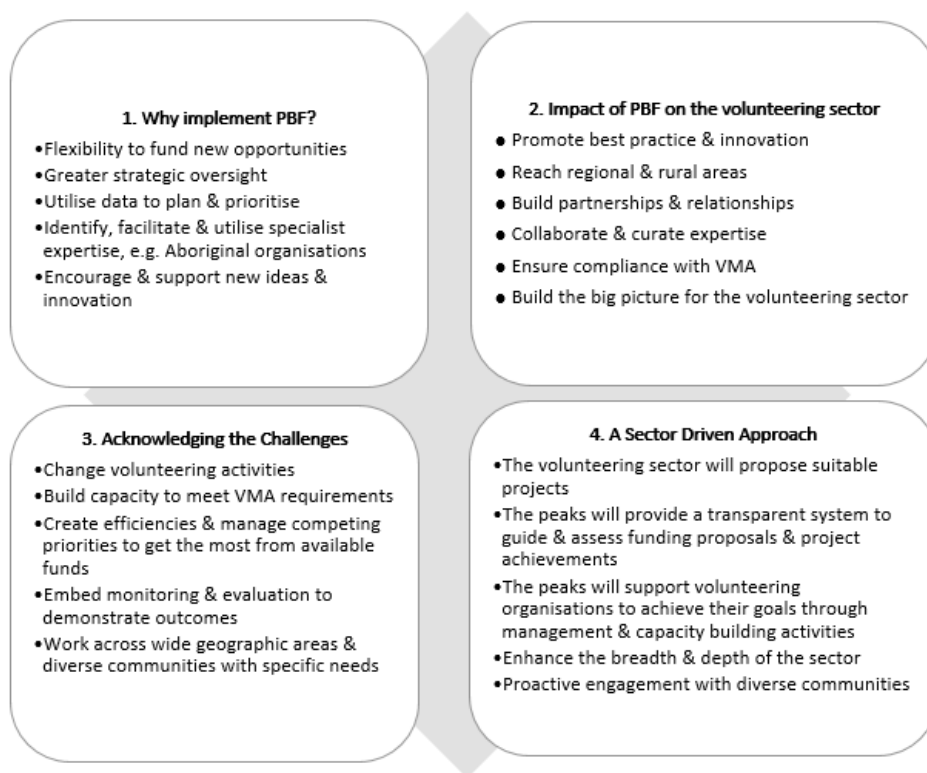 1. Why implement PBF?
•Flexibility to fund new opportunities
•Greater strategic oversight
•Utilise data to plan & prioritise
•Identify, facilitate & utilise specialist
expertise, e.g. Aboriginal organisations
•Encourage & support new ideas &
innovation
2. Impact of PBF on the volunteering sector
● Promote best practice & innovation
● Reach regional & rural areas
● Build partnerships & relationships
● Collaborate & curate expertise
● Ensure compliance with VMA
● Build the big picture for the volunteering sector
3. Acknowledging the Challenges
•Change volunteering activities
•Build capacity to meet VMA requirements
•Create efficiencies & manage competing
priorities to get the most from available
funds
•Embed monitoring & evaluation to
demonstrate outcomes
•Work across wide geographic areas &
diverse communities with specific needs
4. A Sector Driven Approach
•The volunteering sector will propose suitable
projects
•The peaks will provide a transparent system to
guide & assess funding proposals & project
achievements
•The peaks will support volunteering
organisations to achieve their goals through
management & capacity building activities
•Enhance the breadth & depth of the sector
•Proactive engagement with diverse communities